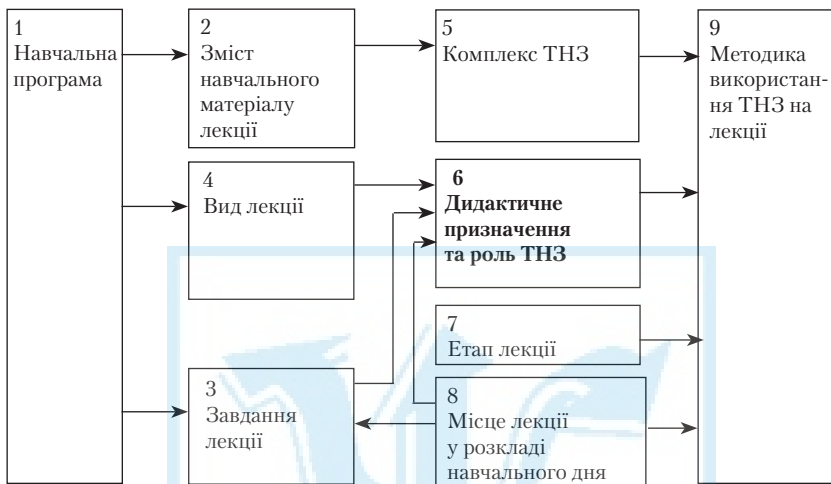 1
Навчальна
програма
2
Зміст
навчального
матеріалу
лекції
5
Комплекс ТНЗ
9
Методика
використан-
ня ТНЗ на
лекції
4
Вид лекції
6
Дидактичне
призначення
та роль ТНЗ
7
Етап лекції
3
Завдання
лекції
8
Місце лекції
у розкладі
навчального дня